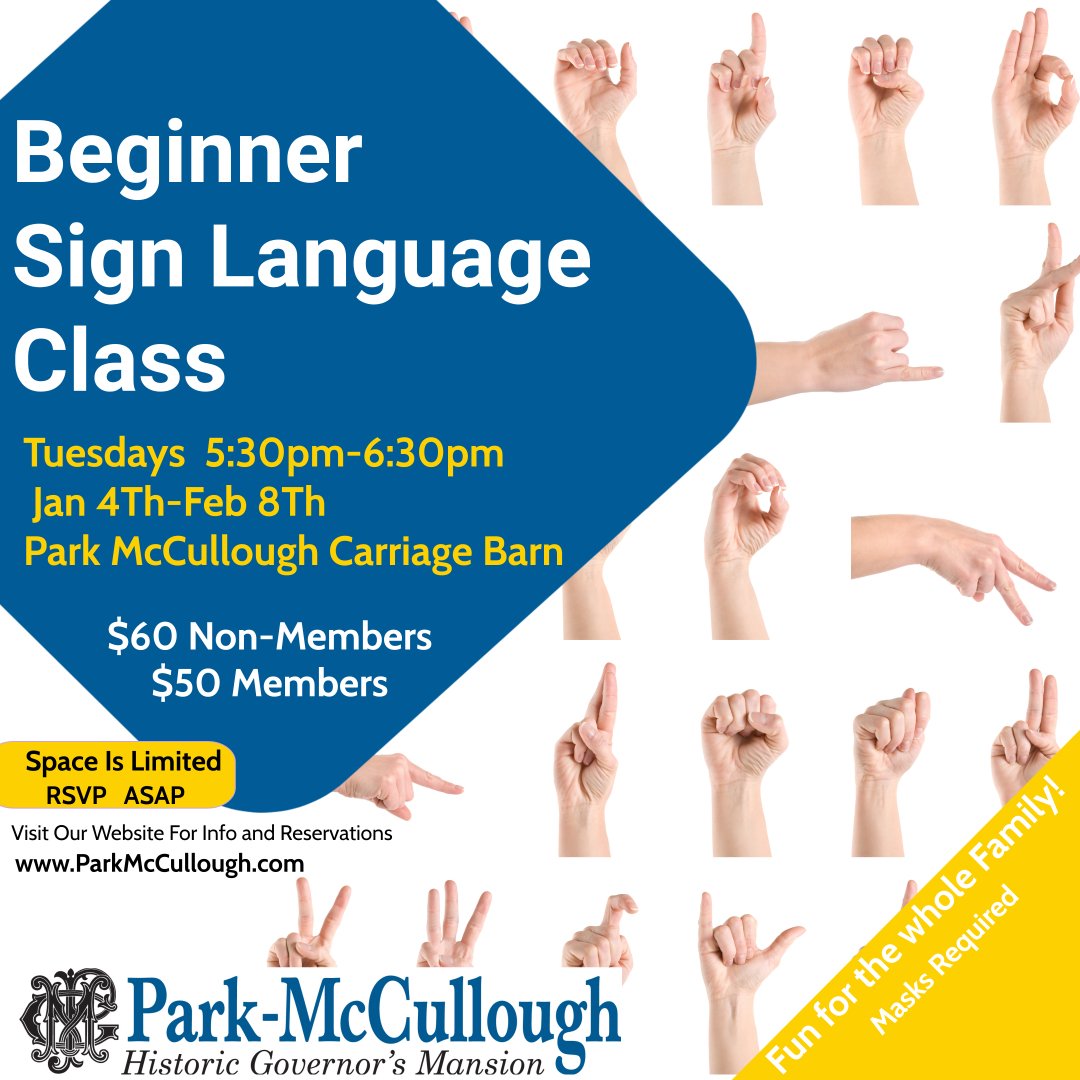 Beginner
Sign Language
Class
Tuesdays 5:30pm-6:30pm
Jan 4Th-Feb 8Th
Park McCullough Carriage Barn
$60 Non-Members
$50 Members
Space Is Limited
RSVP ASAP
Visit Our Website For Info and Reservations
www.ParkMcCullough.com
Fun for the whole Family!
Masks Required
Park-McCullough
Historic Governor's Mansion